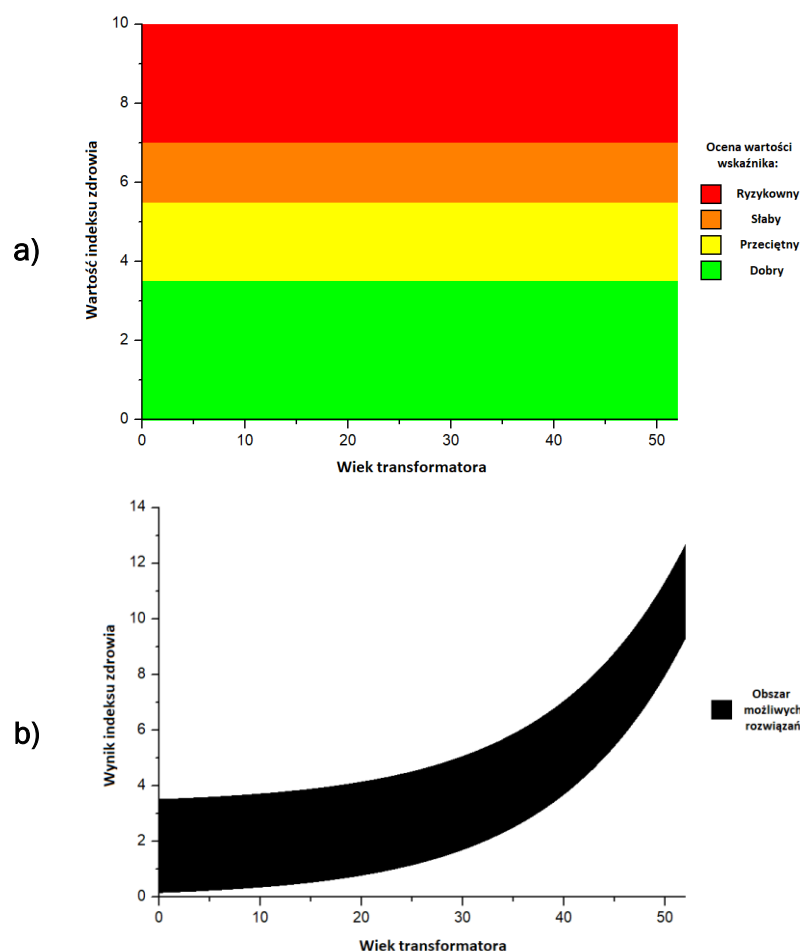 a)
Wartość indeksu zdrowia
10
8
6
4
2
0
0 10 20 30 40 50
Wiek transformatora
Ocena wartości
wskaźnika:
Ryzykowny
Słaby
Przeciętny
Dobry
b)
Wynik indeksu zdrowia
14
12
10
8
6
4
2
0
0 10 20 30 40 50
Wiek transformatora
Obszar
możliwych
rozwiązań